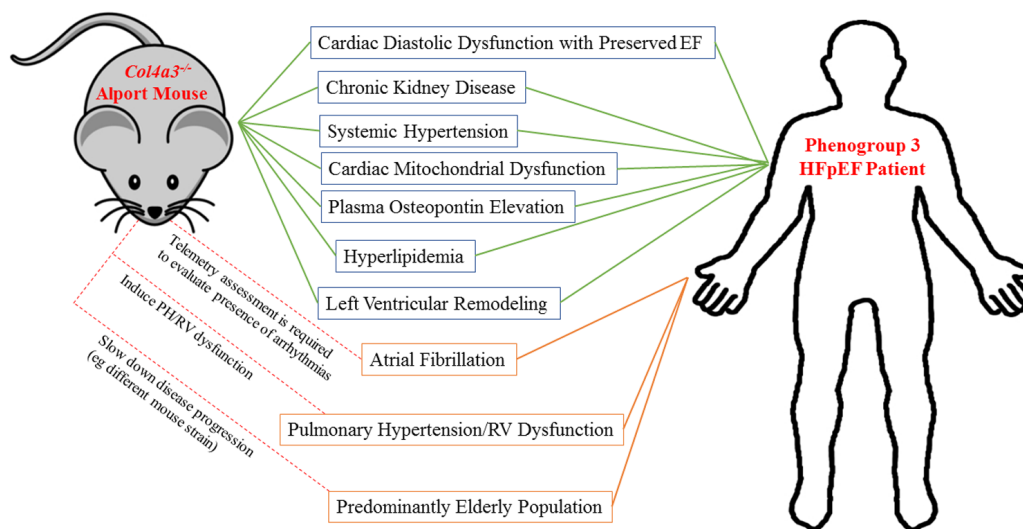 Col4a3-/-
Alport Mouse
Cardiac Diastolic Dysfunction with Preserved EF
Chronic Kidney Disease
Systemic Hypertension
Cardiac Mitochondrial Dysfunction
Plasma Osteopontin Elevation
Hyperlipidemia
Left Ventricular Remodeling
Phenogroup 3
HFpEF Patient
Telemetry assessment is required
to evaluate presence of arrhythmias
Atrial Fibrillation
Induce PH/RV dysfunction
Pulmonary Hypertension/RV Dysfunction
Slow down disease progression
(eg different mouse strain)
Predominantly Elderly Population